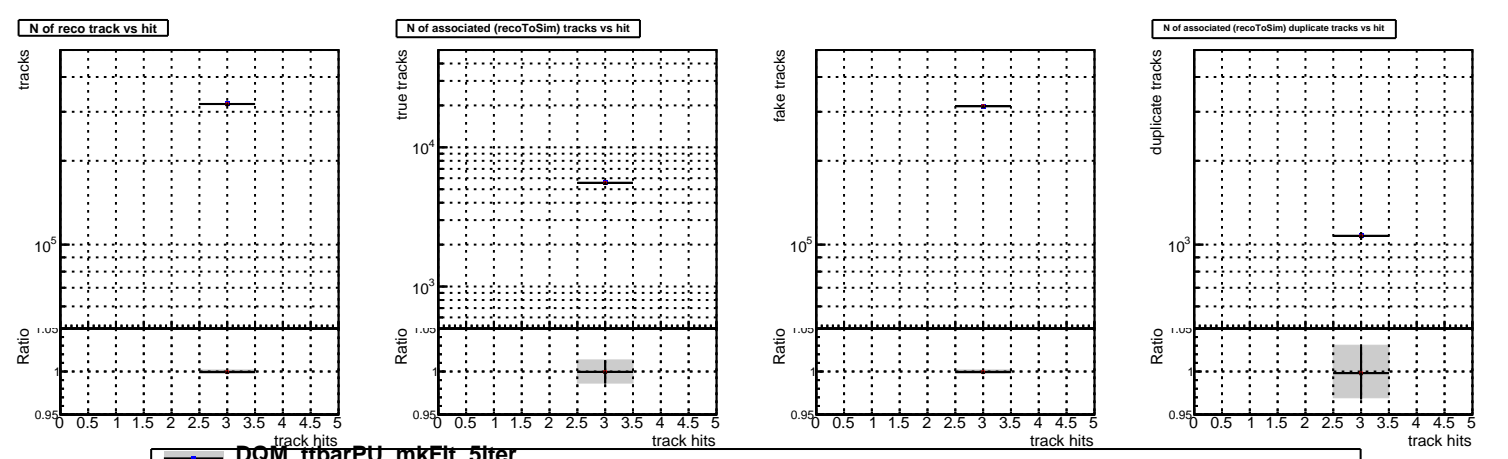 N of reco track vs hit
N of associated (recoToSim) tracks vs hit
N of associated (recoToSim) duplicate tracks vs hit
tracks
10^5
true tracks
10^4
10^3
fake tracks
10^5
duplicate tracks
10^3
Ratio
1.05
1
0.95
0 0.5 1 1.5 2 2.5 3 3.5 4 4.5 5
track hits
Ratio
1.05
1
0.95
0 0.5 1 1.5 2 2.5 3 3.5 4 4.5 5
track hits
Ratio
1.05
1
0.95
0 0.5 1 1.5 2 2.5 3 3.5 4 4.5 5
track hits
Ratio
1.05
1
0.95
0 0.5 1 1.5 2 2.5 3 3.5 4 4.5 5
track hits
DQM_ttbarPU_mkFit_5iter